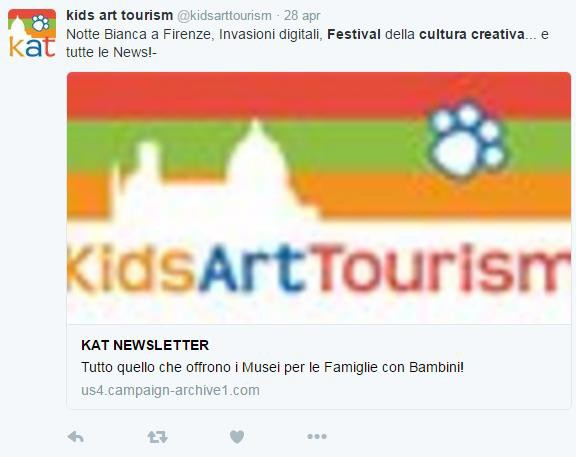 kids art tourism @kidsarttourism · 28 apr
kat
Notte Bianca a Firenze, Invasioni digitali, Festival della cultura creativa... e
tutte le News!-
KidsArtTourism
KAT NEWSLETTER
Tutto quello che offrono i Musei per le Famiglie con Bambini!
us4.campaign-archive1.com